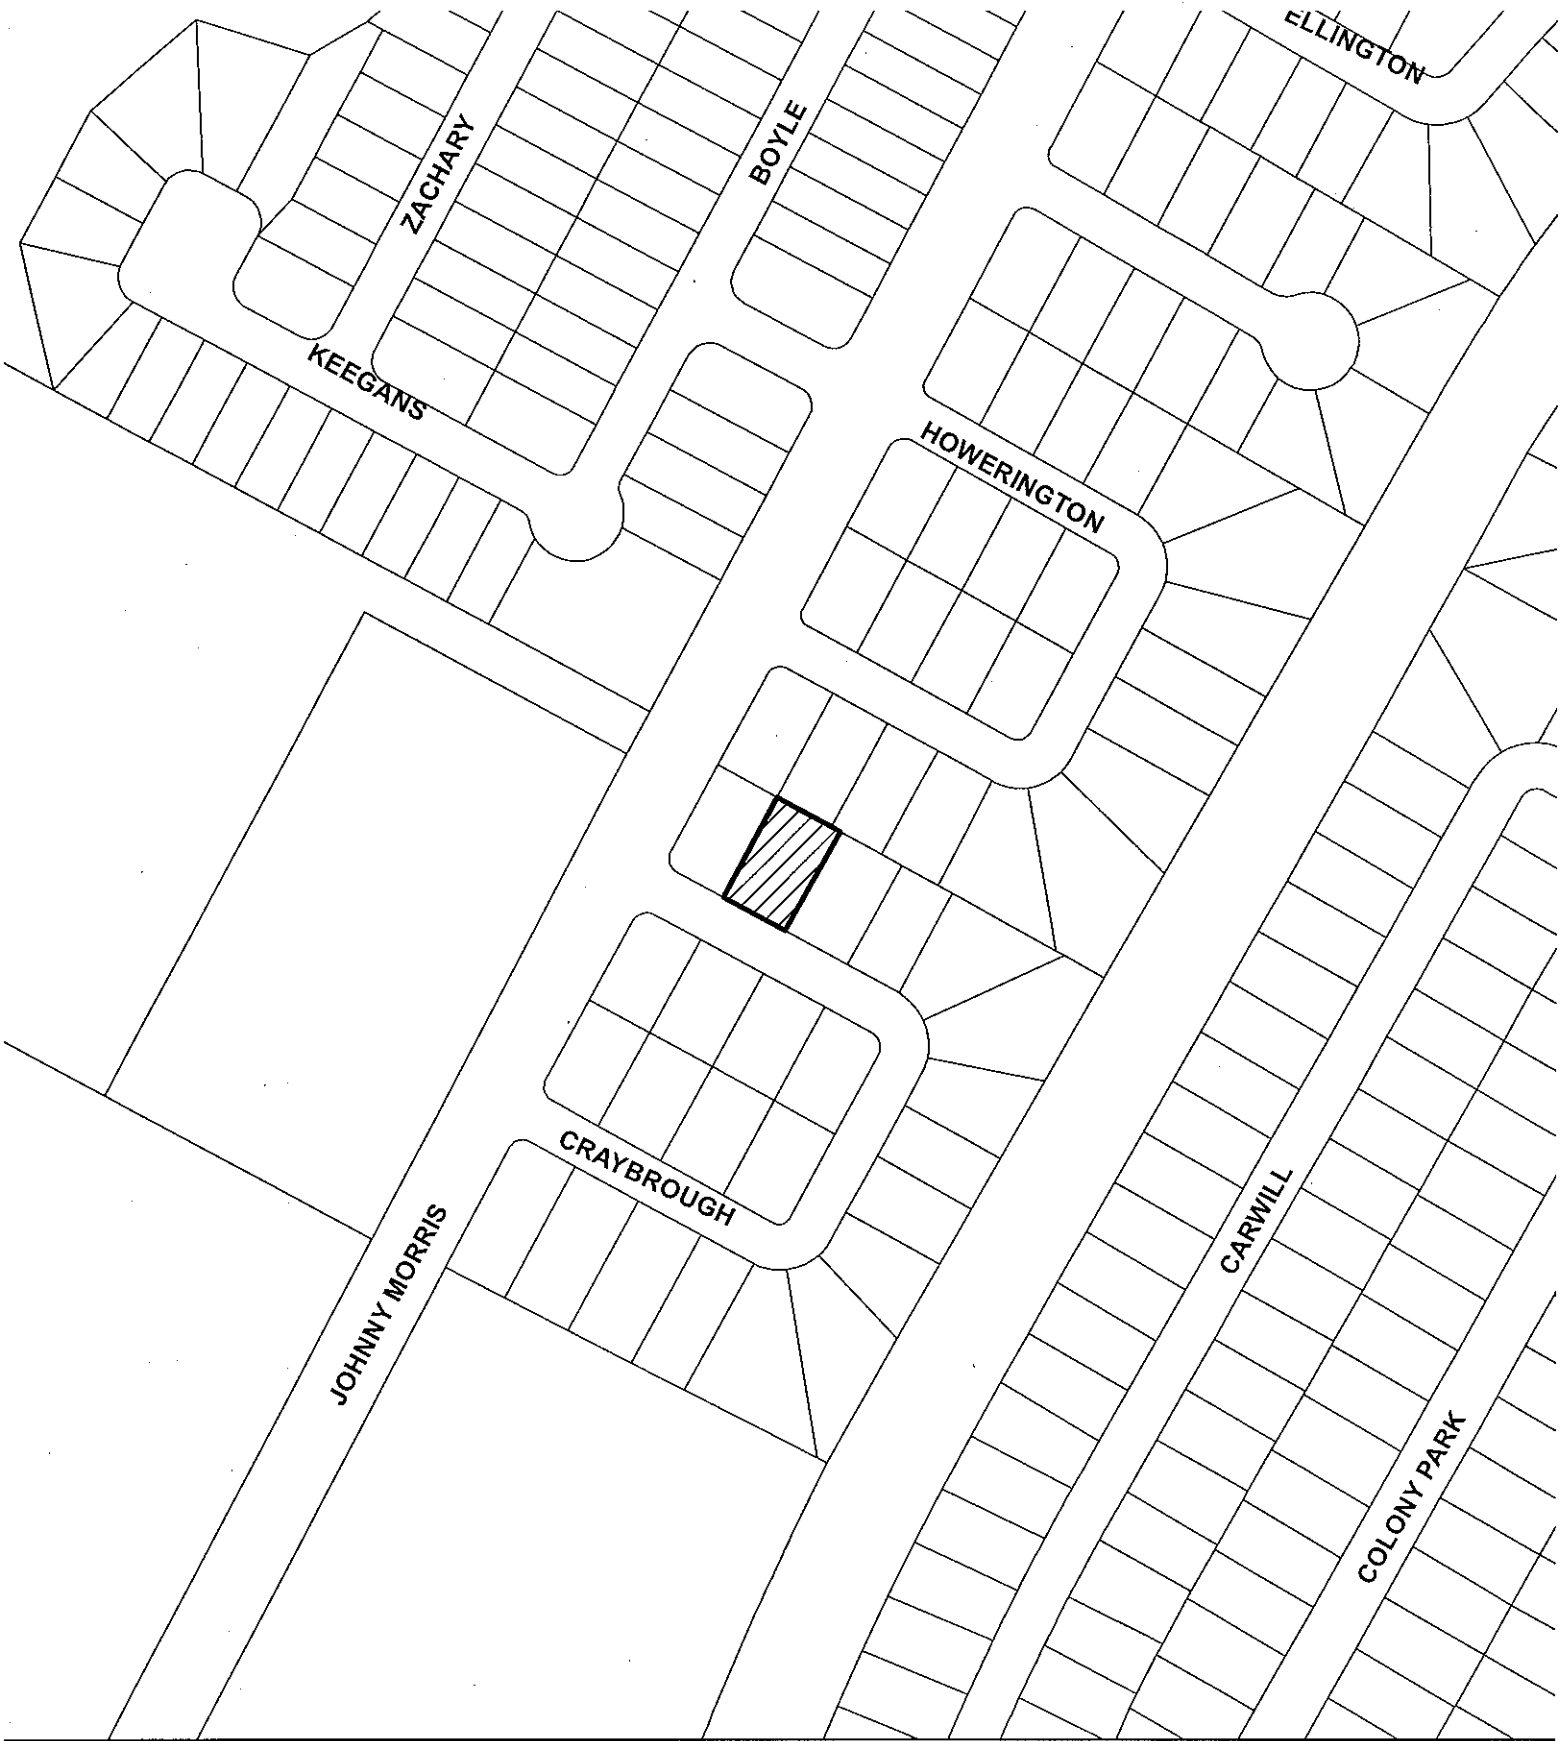 ELLINGTON
ZACHARY
BOYLE
KEEGANS
HOWERINGTON
CRAYBROUGH
JOHNNY MORRIS
CARWILL
COLONY PARK